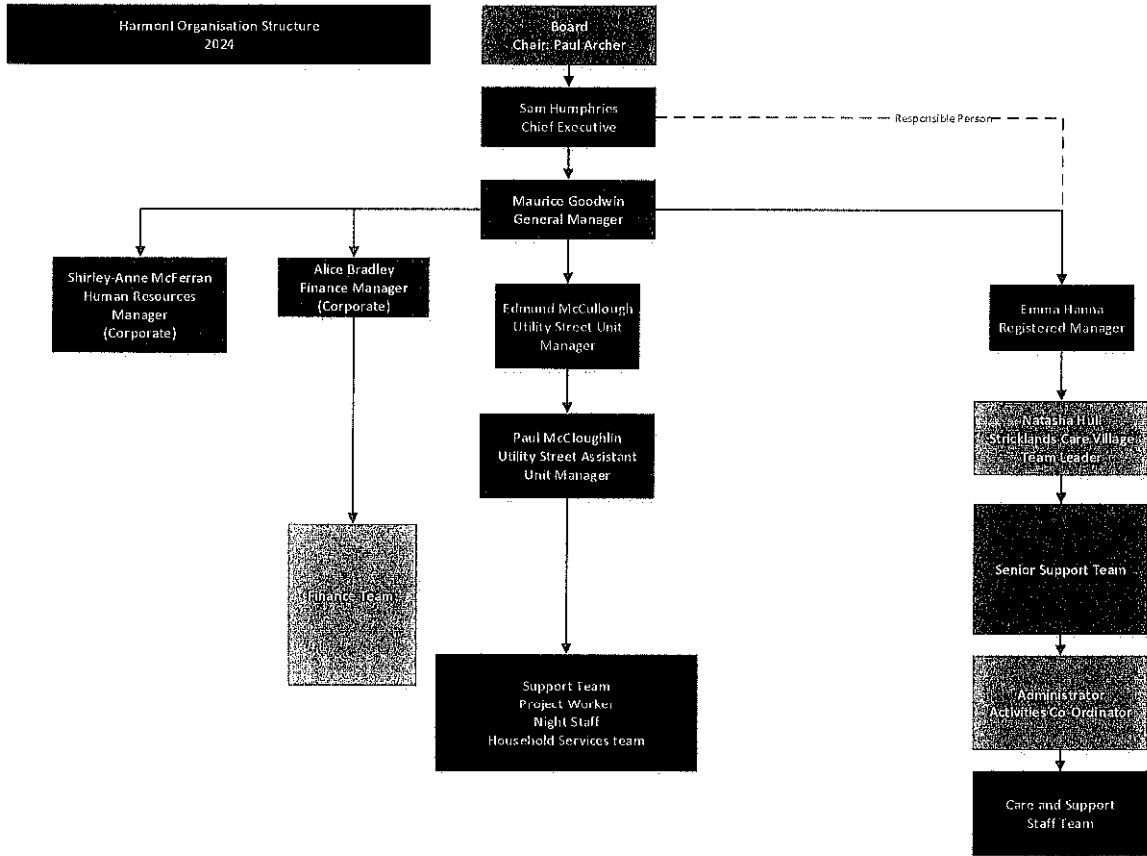 Harmoni Organisation Structure
2024
Board
Chair: Paul Archer
Sam Humphries
Chief Executive
Responsible Person
Maurice Goodwin
General Manager
Shirley-Anne McFerran
Human Resources
Manager
(Corporate)
Alice Bradley
Finance Manager
(Corporate)
Edmund McCullough
Utility Street Unit
Manager
Emma Hanna
Registered Manager
Paul McCloughlin
Utility Street Assistant
Unit Manager
Natasha Hull
Stricklands Care Village
Team Leader
Finance Team
Senior Support Team
Support Team
Project Worker
Night Staff
Household Services team
Administrator
Activities Co-Ordinator
Care and Support
Staff Team